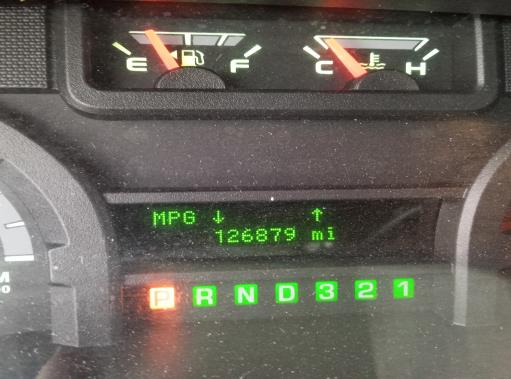 E F C H
MPG ↓ ↑
126879 mi
P R N D 3 2 1